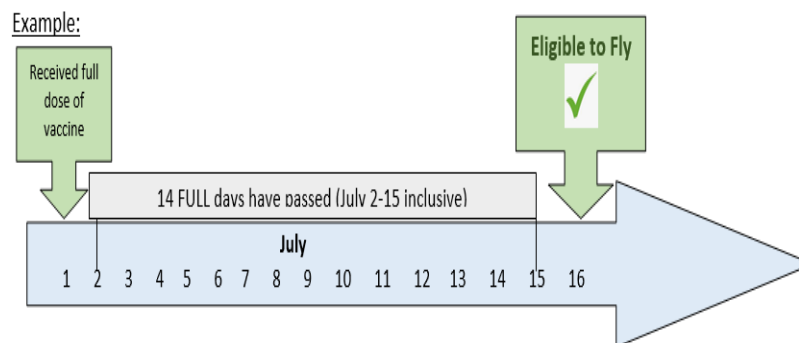 Example:
Received full
dose of
vaccine
Eligible to Fly
14 FULL days have passed (July 2-15 inclusive)
July
1 2 3 4 5 6 7 8 9 10 11 12 13 14 15 16